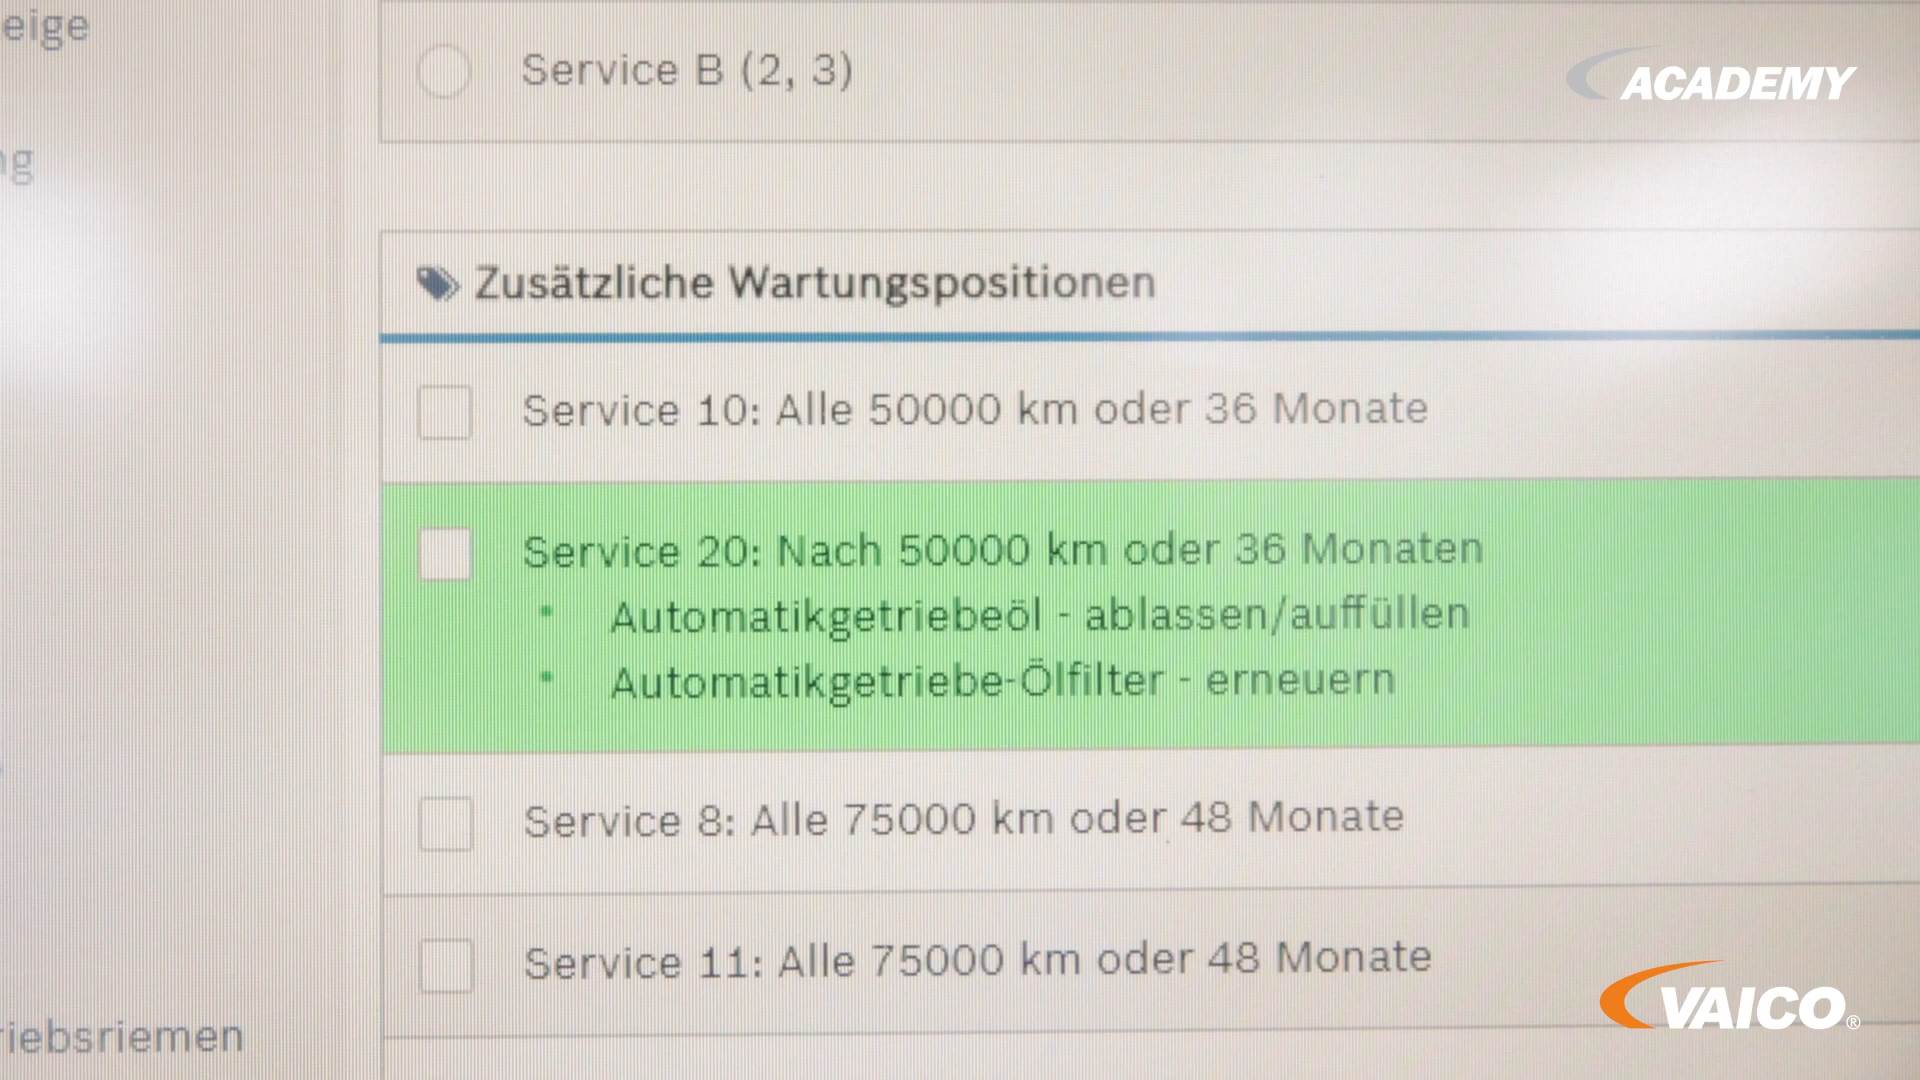 eige
Service B (2, 3)
ACADEMY
ng
Zusätzliche Wartungspositionen
Service 10: Alle 50000 km oder 36 Monate
Service 20: Nach 50000 km oder 36 Monaten
• Automatikgetriebeöl - ablassen/auffüllen
• Automatikgetriebe-Ölfilter - erneuern
Service 8: Alle 75000 km oder 48 Monate
Service 11: Alle 75000 km oder 48 Monate
VAICO®
riebsriemen